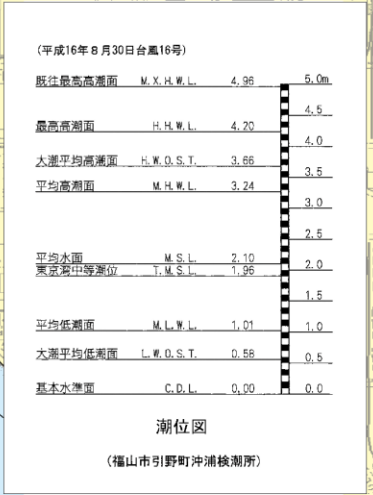 (平成16年8月30日台風16号)
既往最高高潮面 M.X.H.W.L. 4.96 5.0m
4.5
最高高潮面 H.H.W.L. 4.20
4.0
大潮平均高潮面 H.W.O.S.T. 3.66
3.5
平均高潮面 M.H.W.L. 3.24
3.0
2.5
平均水面 M.S.L. 2.10
2.0
東京湾中等潮位 T.M.S.L. 1.96
1.5
平均低潮面 M.L.W.L. 1.01 1.0
大潮平均低潮面 L.W.O.S.T. 0.58
0.5
基本水準面 C.D.L. 0.00 0.0
潮位図
(福山市引野町沖浦検潮所)